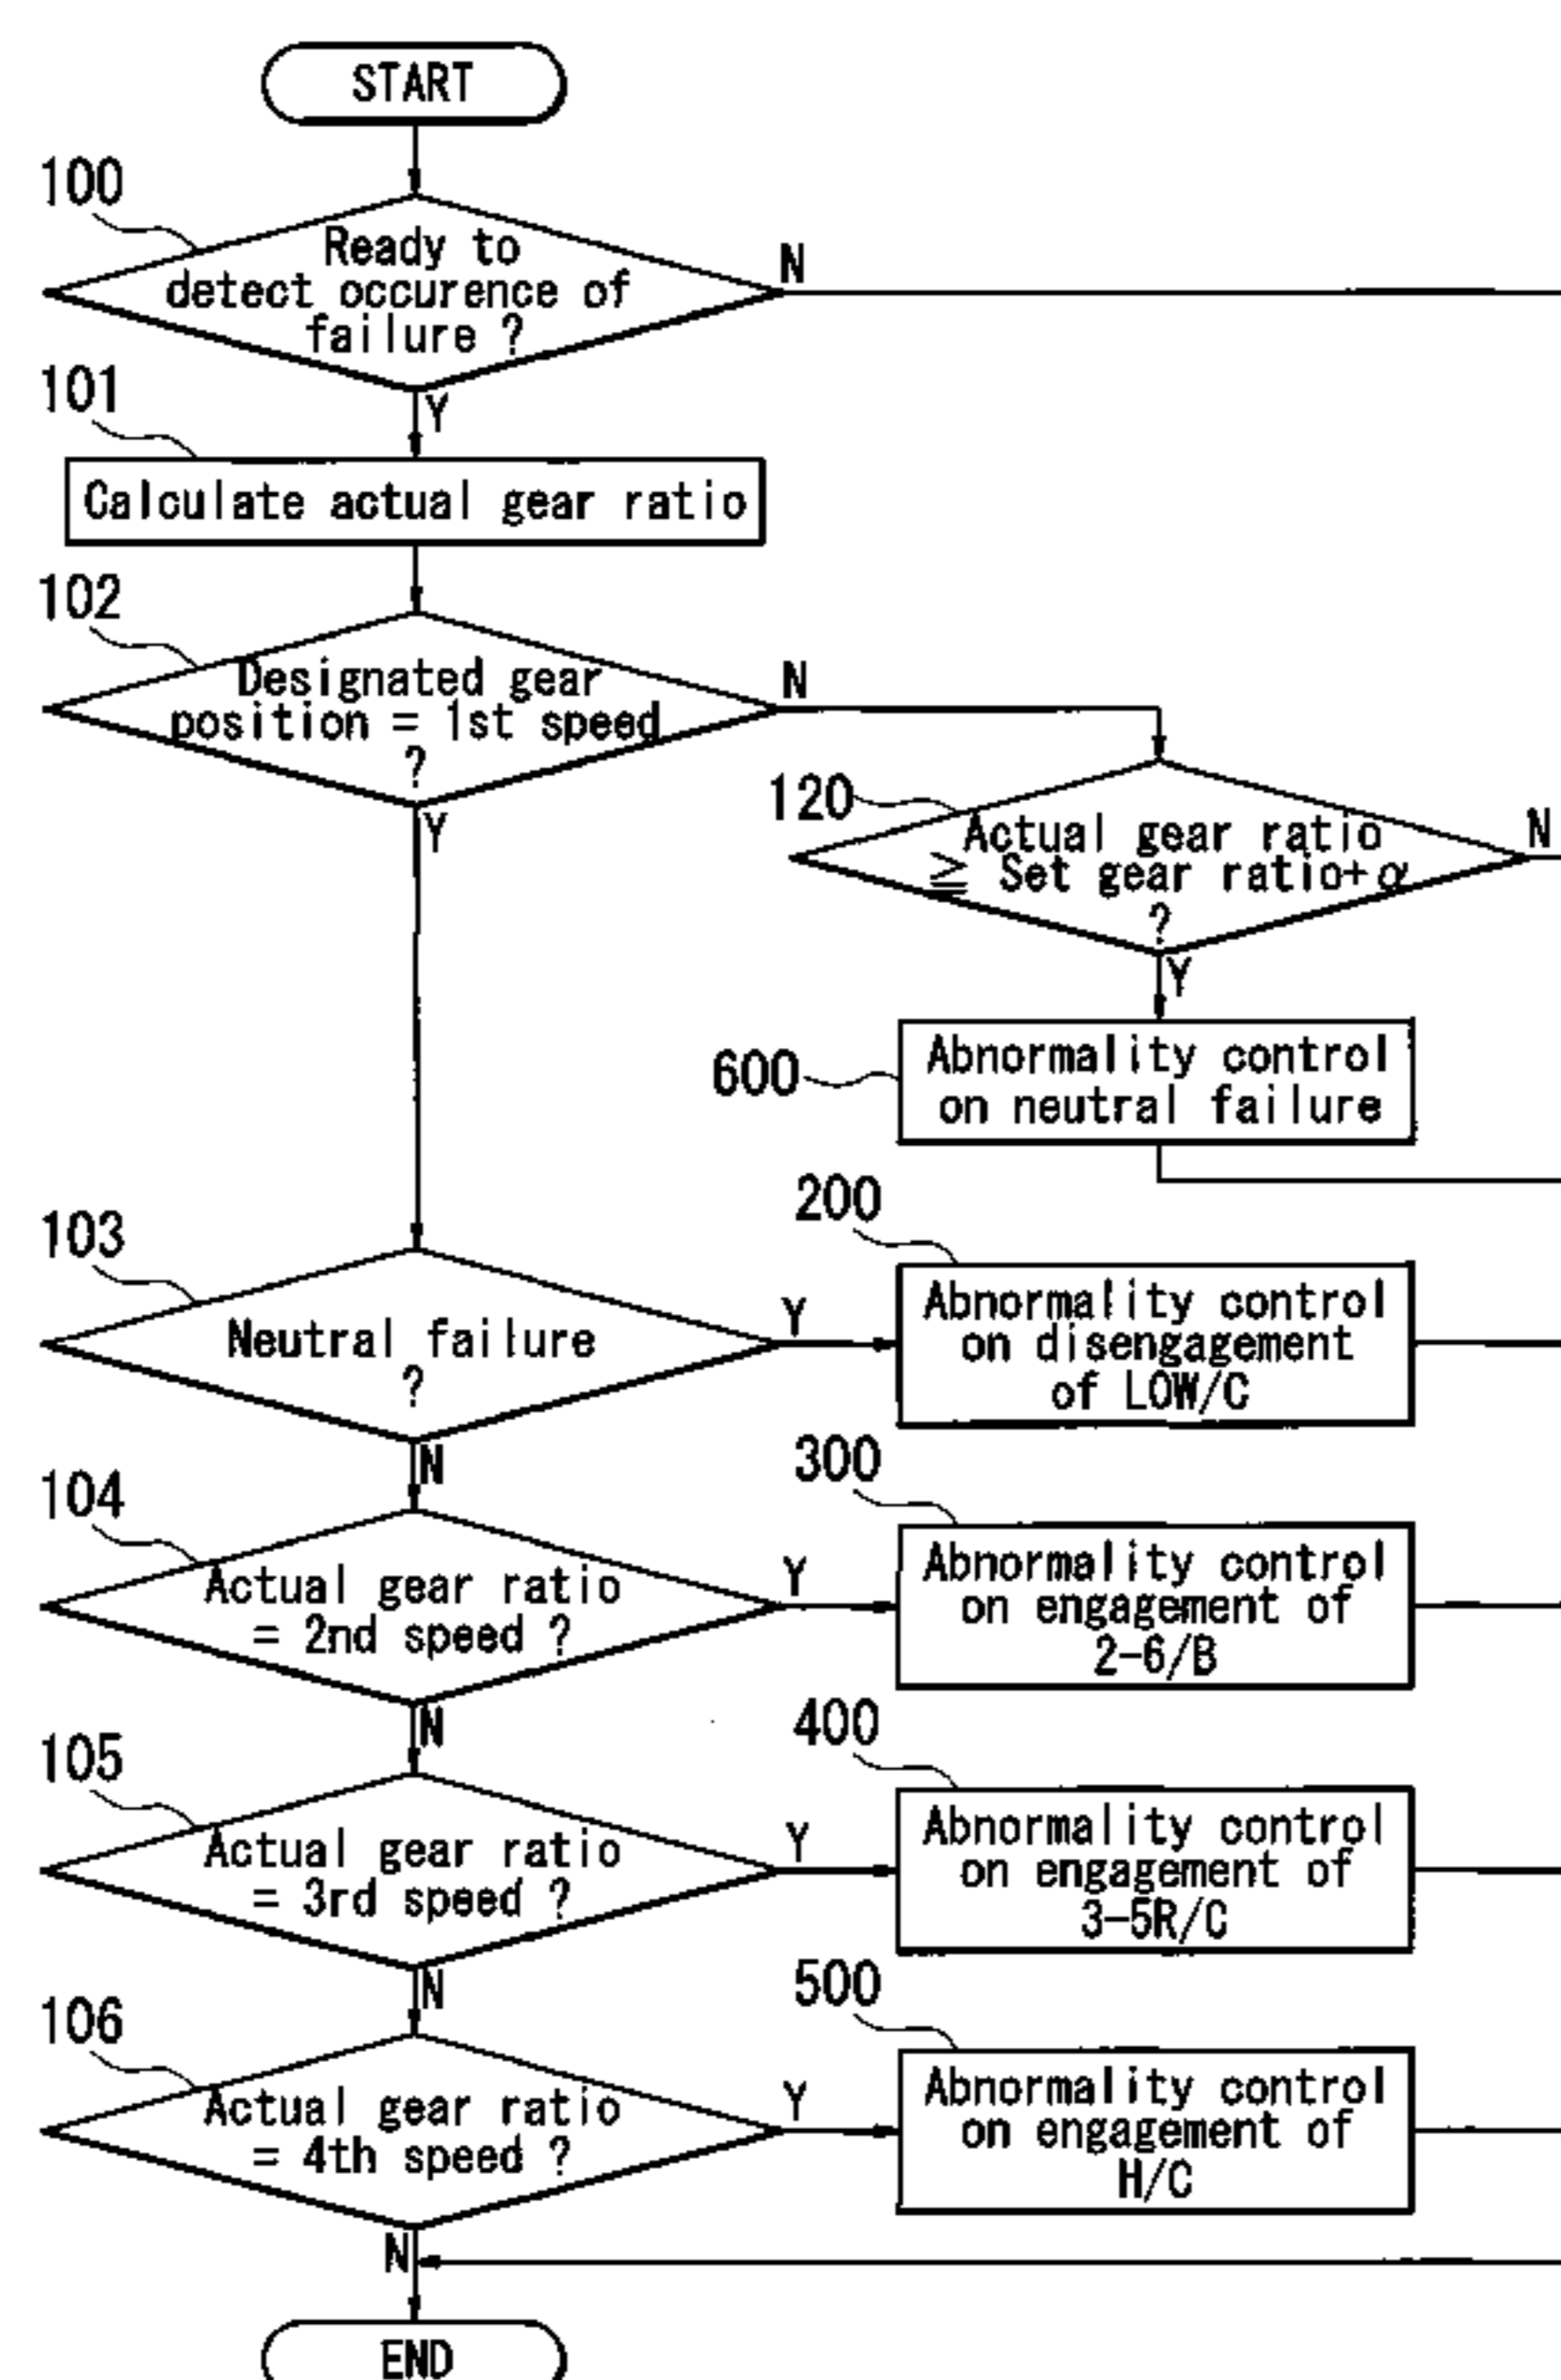 START
100
Ready to
detect occurence of
failure ?
N
Y
101
Calculate actual gear ratio
102
Designated gear
position = 1st speed
?
N
Y
120
Actual gear ratio
≧ Set gear ratio+α
?
N
Y
600
Abnormality control
on neutral failure
103
Neutral failure
?
Y
N
200
Abnormality control
on disengagement
of LOW/C
104
Actual gear ratio
= 2nd speed ?
Y
N
300
Abnormality control
on engagement of
2-6/B
105
Actual gear ratio
= 3rd speed ?
Y
N
400
Abnormality control
on engagement of
3-5R/C
106
Actual gear ratio
= 4th speed ?
Y
N
500
Abnormality control
on engagement of
H/C
END